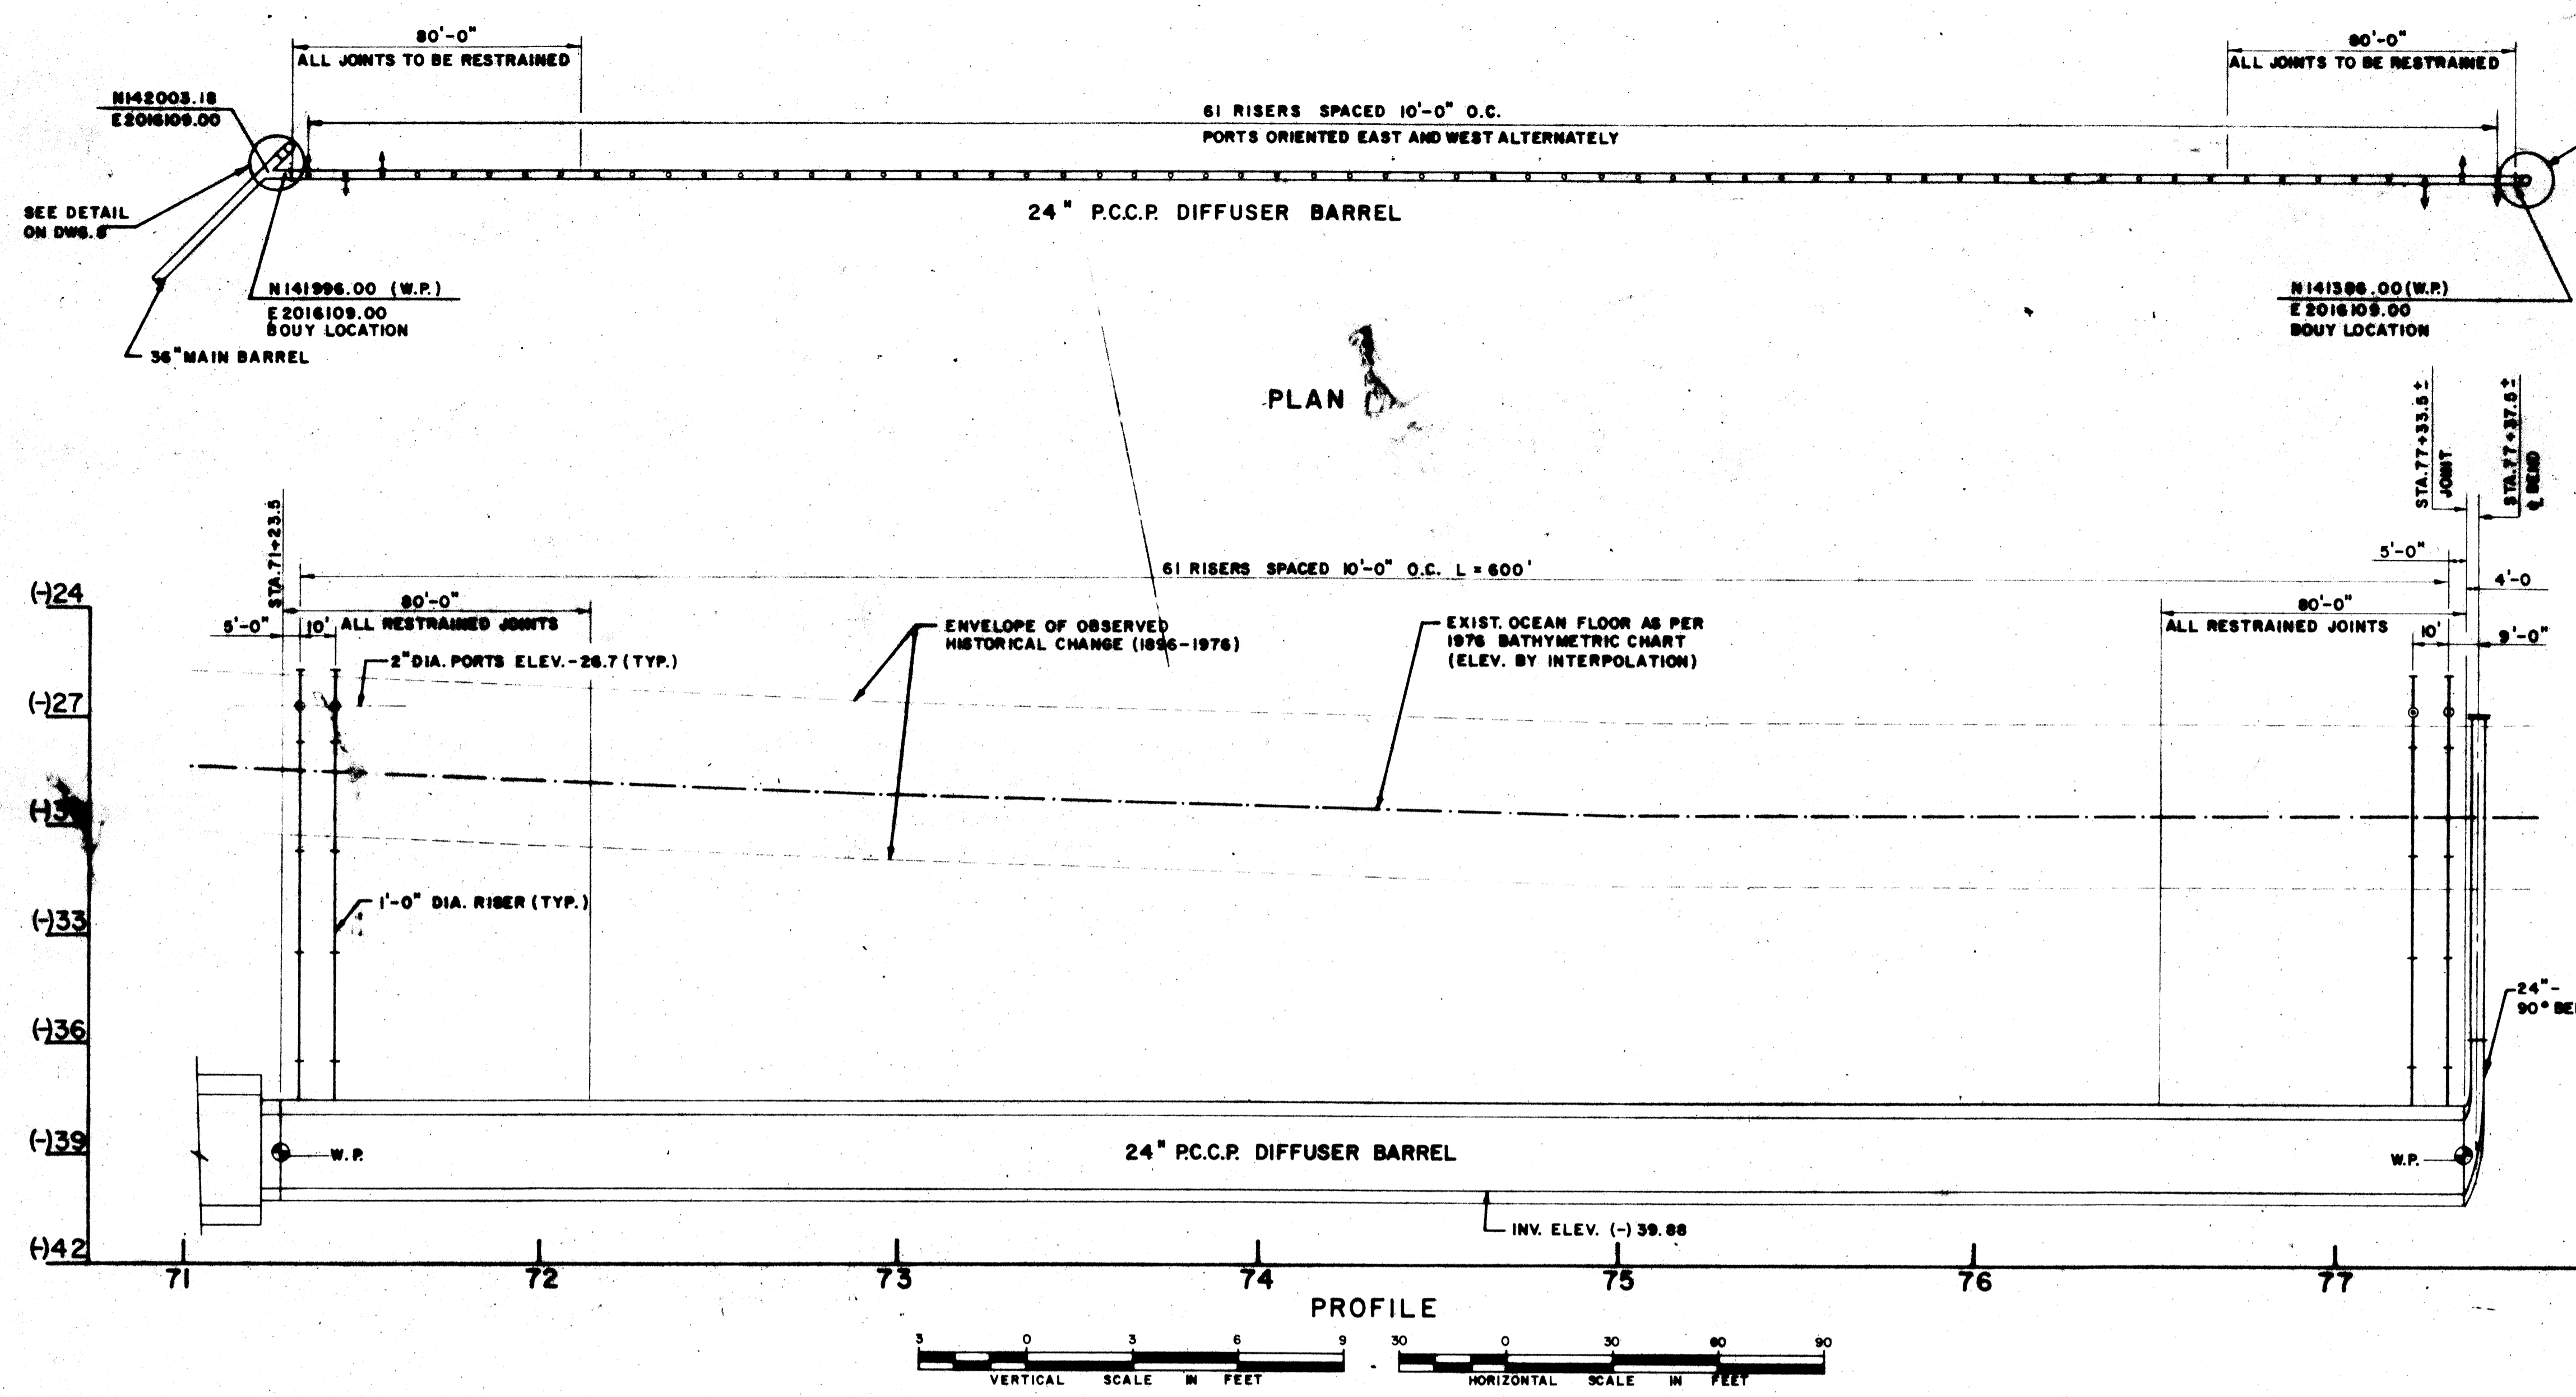 80'-0"
ALL JOINTS TO BE RESTRAINED
80'-0"
ALL JOINTS TO BE RESTRAINED
N142003.18
E2016109.00
61 RISERS SPACED 10'-0" O.C.
PORTS ORIENTED EAST AND WEST ALTERNATELY
SEE DETAIL
ON DWG.8
24" P.C.C.P. DIFFUSER BARREL
N141996.00 (W.P.)
E2016109.00
BOUY LOCATION
36" MAIN BARREL
N141386.00 (W.P.)
E2016109.00
BOUY LOCATION
PLAN
STA.77+33.5±
JOINT
STA.77+37.5±
℄ BEND
STA.71+23.5
61 RISERS SPACED 10'-0" O.C. L = 600'
5'-0"
4'-0
(-)24
80'-0"
ALL RESTRAINED JOINTS
5'-0"
10'
80'-0"
ALL RESTRAINED JOINTS
10'
9'-0"
ENVELOPE OF OBSERVED
HISTORICAL CHANGE (1896-1976)
EXIST. OCEAN FLOOR AS PER
1976 BATHYMETRIC CHART
(ELEV. BY INTERPOLATION)
2" DIA. PORTS ELEV.-26.7 (TYP.)
(-)27
1'-0" DIA. RISER (TYP.)
(-)33
24"-
90°
(-)36
(-)39
W.P.
24" P.C.C.P. DIFFUSER BARREL
W.P.
INV. ELEV. (-) 39.88
(-)42
71 72 73 74 75 76 77
PROFILE
3 0 3 6 9
VERTICAL SCALE IN FEET
30 0 30 60 90
HORIZONTAL SCALE IN FEET